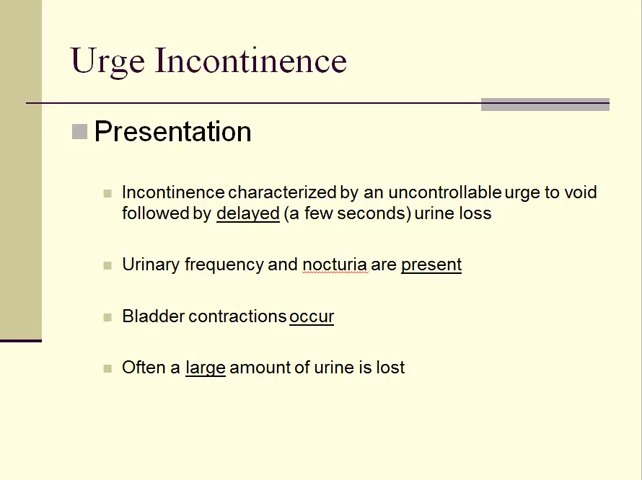 Urge Incontinence
Presentation
Incontinence characterized by an uncontrollable urge to void
followed by delayed (a few seconds) urine loss
Urinary frequency and nocturia are present
Bladder contractions occur
Often a large amount of urine is lost